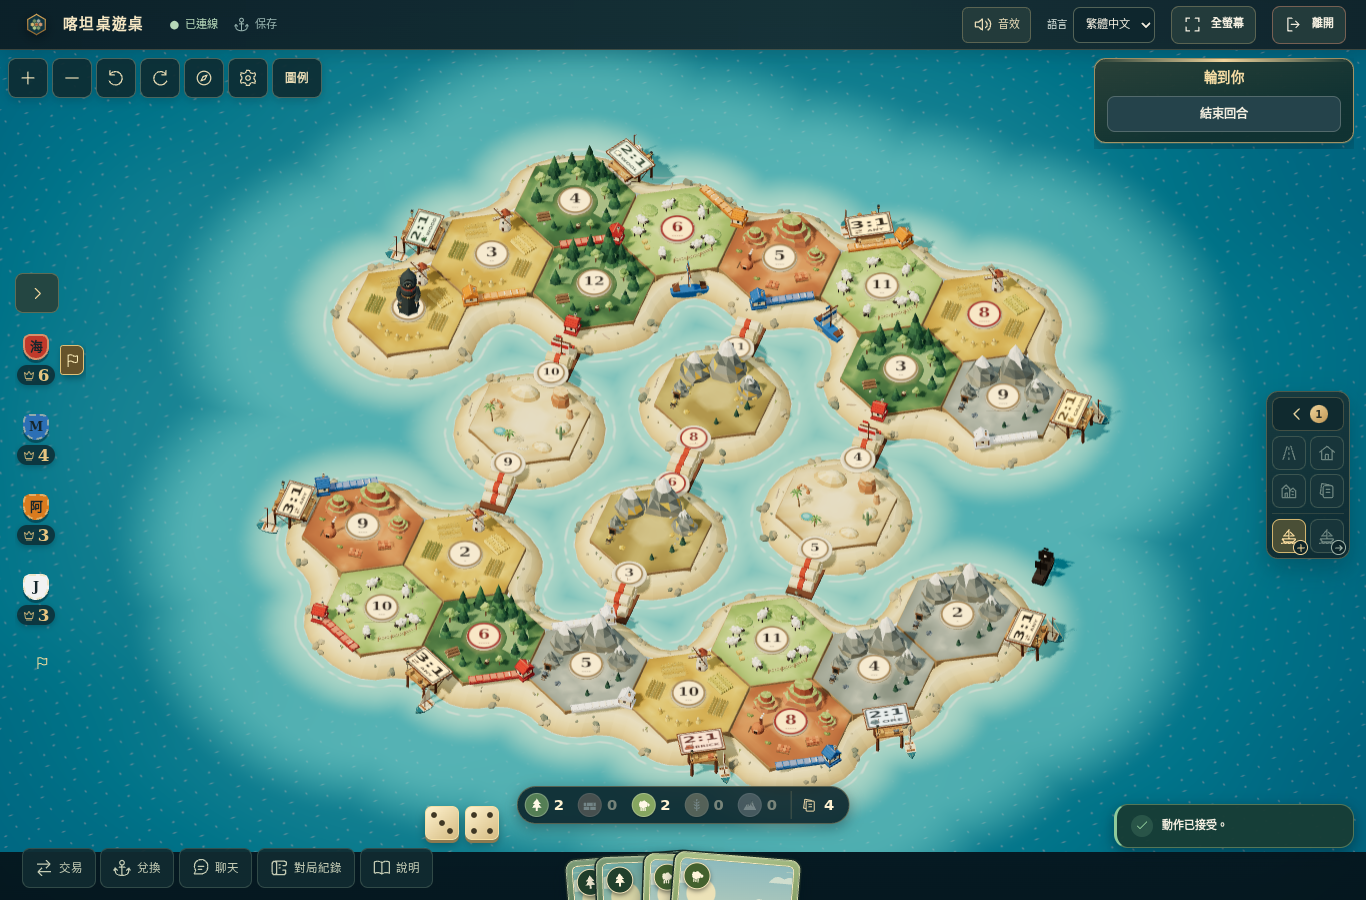 喀坦桌遊桌
已連線
保存
音效
語言
繁體中文
全螢幕
離開
圖例
輪到你
結束回合
2:1
4
2:1
6
3:1
3
5
12
11
8
海
6
10
3
9
2:1
M
4
8
9
4
3:1
9
阿
3
2
5
3
10
2
J
3
6
11
3:1
3:1
5
4
10
8
2:1
ORE
2:1
BRICK
1
2
0
2
0
0
4
動作已接受。
交易
兌換
聊天
對局紀錄
說明